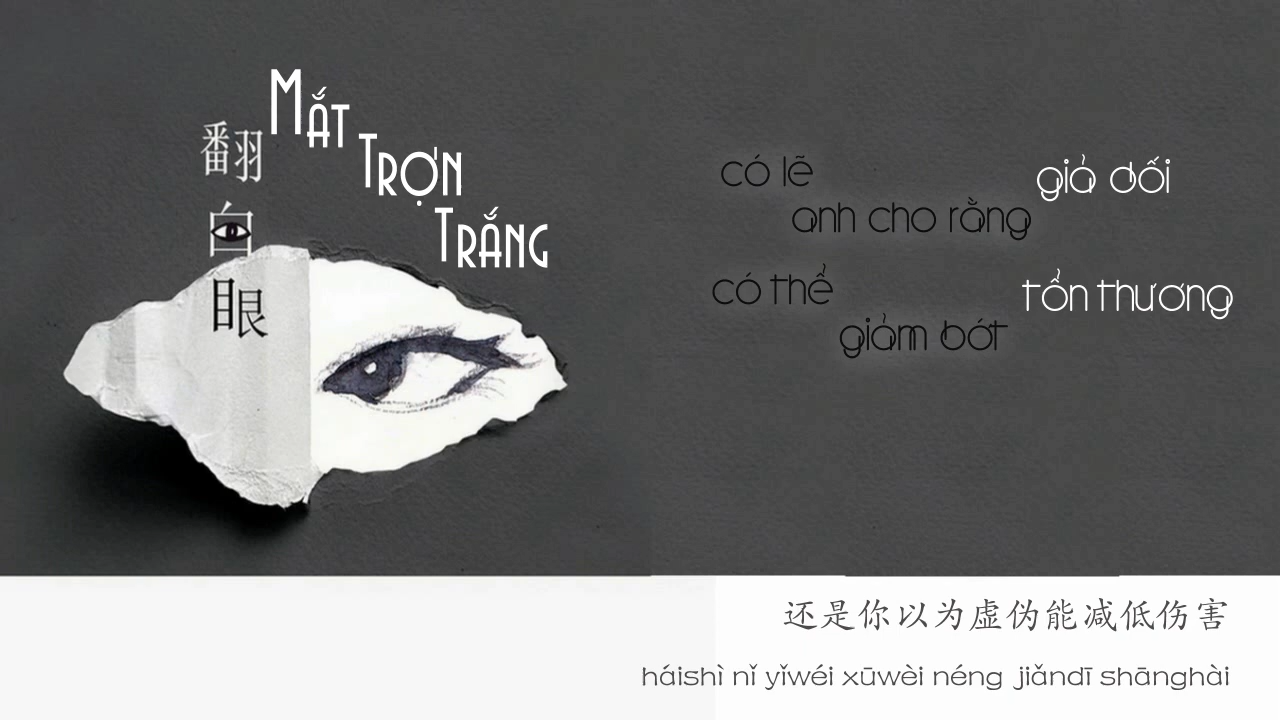 翻白眼
MẮT
TRỢN
TRẮNG
có lẽ
anh cho rằng
giả dối
có thể
giảm bớt
tổn thương
还是你以为虚伪能减低伤害
háishì nǐ yǐwéi xūwèi néng jiǎndī shānghài